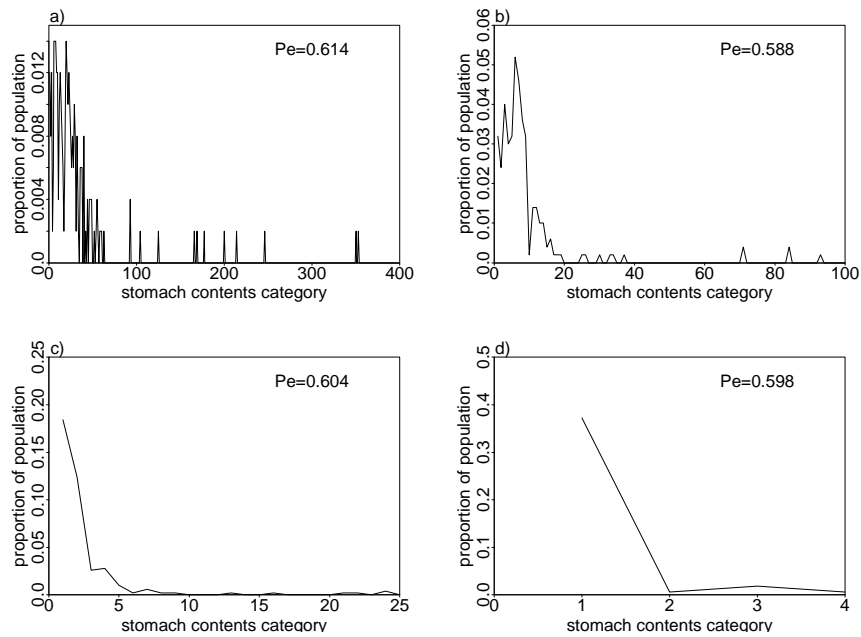 a)
Pe=0.614
proportion of population
0.0 0.004 0.008 0.012
0 100 200 300 400
stomach contents category
b)
Pe=0.588
proportion of population
0.0 0.01 0.02 0.03 0.04 0.05 0.06
0 20 40 60 80 100
stomach contents category
c)
Pe=0.604
proportion of population
0.0 0.05 0.10 0.15 0.20 0.25
0 5 10 15 20 25
stomach contents category
d)
Pe=0.598
proportion of population
0.0 0.1 0.2 0.3 0.4 0.5
0 1 2 3 4
stomach contents category